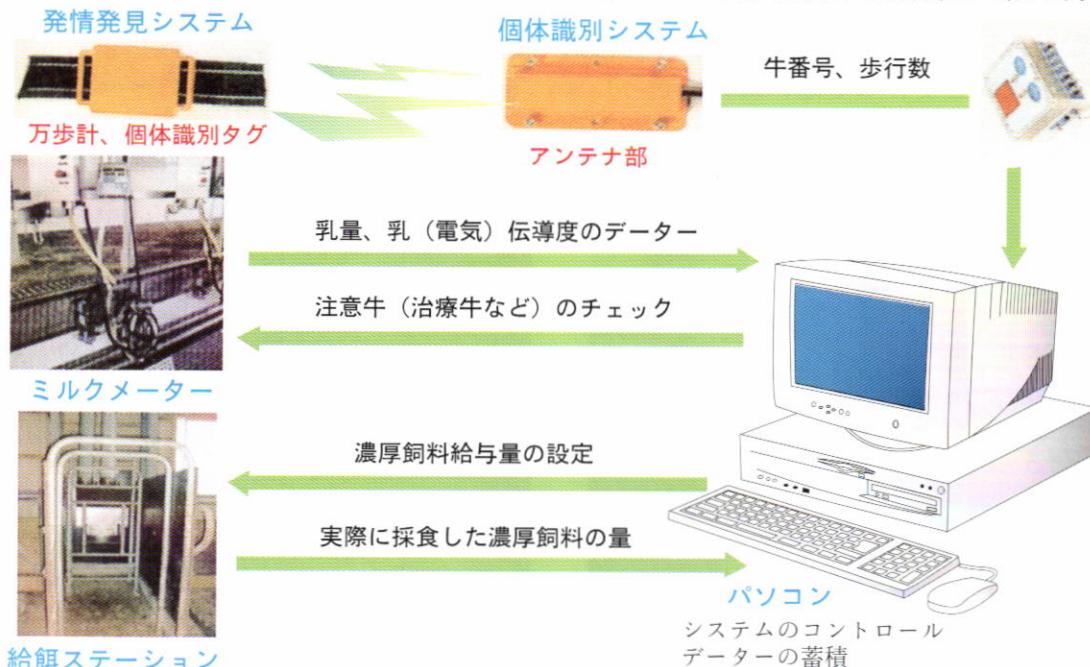 発情発見システム
個体識別システム
牛番号、歩行数
万歩計、個体識別タグ
アンテナ部
乳量、乳（電気）伝導度のデーター
注意牛（治療牛など）のチェック
ミルクメーター
濃厚飼料給与量の設定
実際に採食した濃厚飼料の量
パソコン
システムのコントロール
データーの蓄積
給餌ステーション